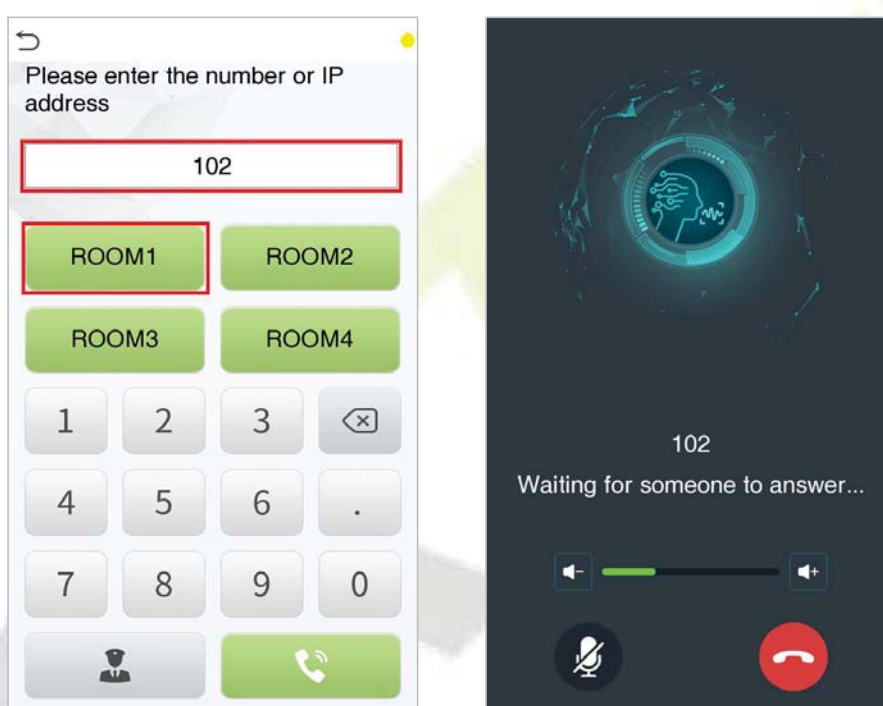 Please enter the number or IP
address
102
ROOM1 ROOM2
ROOM3 ROOM4
1 2 3
4 5 6 .
7 8 9 0
102
Waiting for someone to answer...